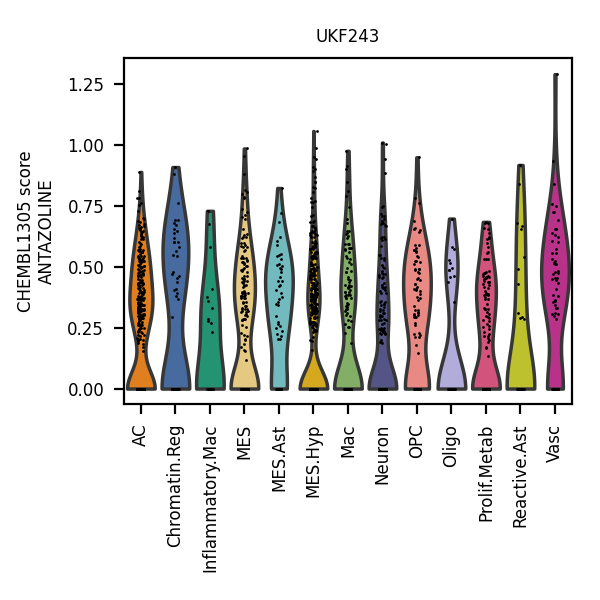 UKF243
CHEMBL1305 score
ANTAZOLINE
1.25
1.00
0.75
0.50
0.25
0.00
AC
Chromatin.Reg
Inflammatory.Mac
MES
MES.Ast
MES.Hyp
Mac
Neuron
OPC
Oligo
Prolif.Metab
Reactive.Ast
Vasc